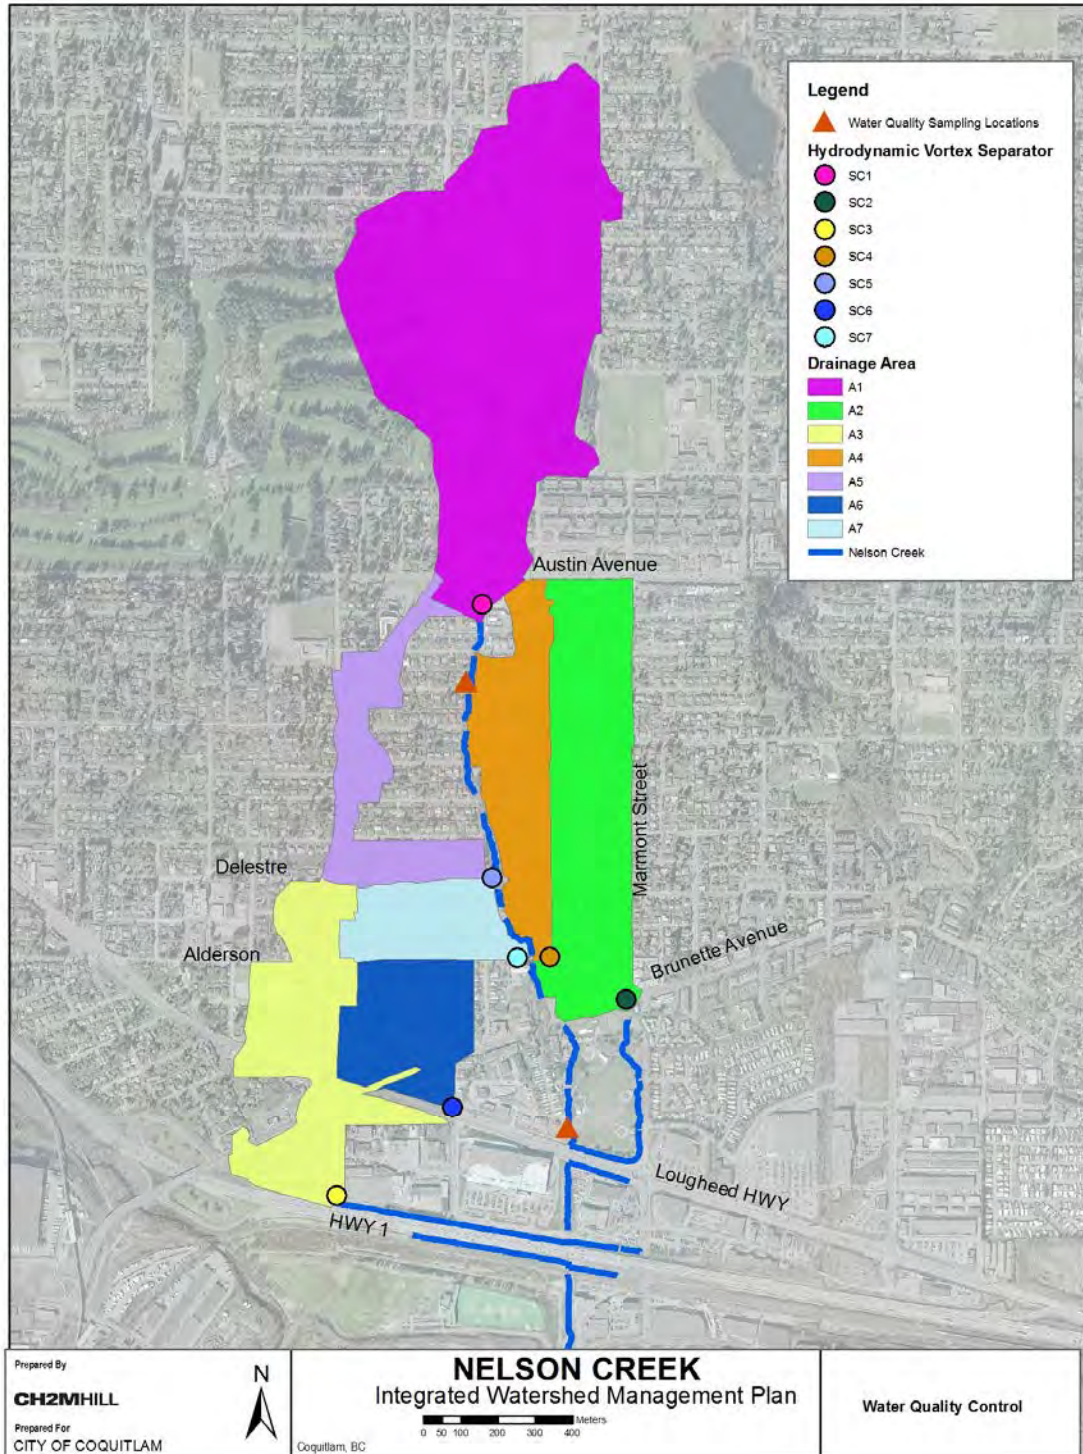 Legend
Water Quality Sampling Locations
Hydrodynamic Vortex Separator
SC1
SC2
SC3
SC4
SC5
SC6
SC7
Drainage Area
A1
A2
A3
A4
A5
A6
A7
Nelson Creek
Austin Avenue
Marmont Street
Delestre
Alderson
Brunette Avenue
Lougheed HWY
HWY 1
Prepared By
CH2MHILL
Prepared For
CITY OF COQUITLAM
N
NELSON CREEK
Integrated Watershed Management Plan
Meters
0 50 100 200 300 400
Coquitlam, BC
Water Quality Control